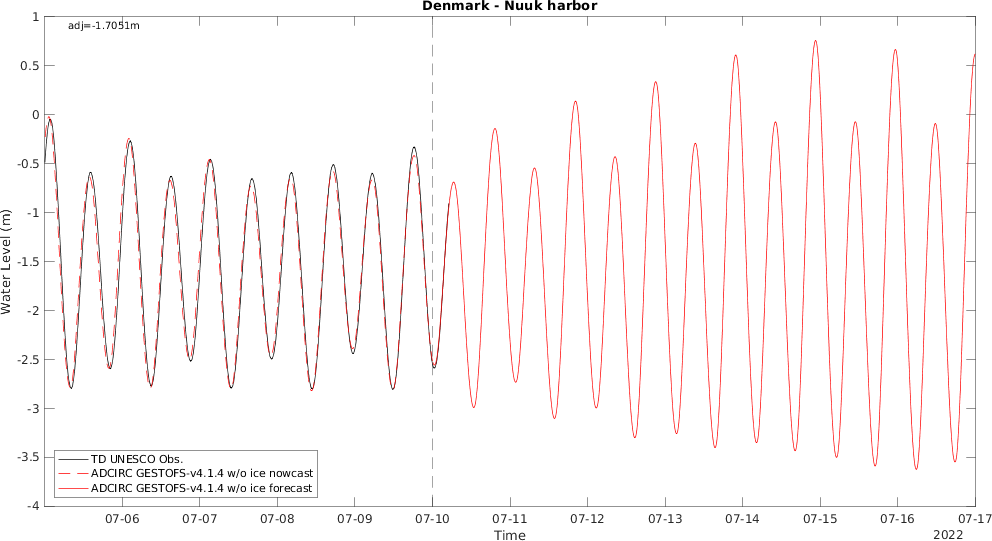 Denmark - Nuuk harbor
adj=-1.7051m
1
0.5
0
-0.5
-1
-1.5
-2
-2.5
-3
-3.5
-4
Water Level (m)
TD UNESCO Obs.
ADCIRC GESTOFS-v4.1.4 w/o ice nowcast
ADCIRC GESTOFS-v4.1.4 w/o ice forecast
07-06 07-07 07-08 07-09 07-10 07-11 07-12 07-13 07-14 07-15 07-16 07-17
Time
2022